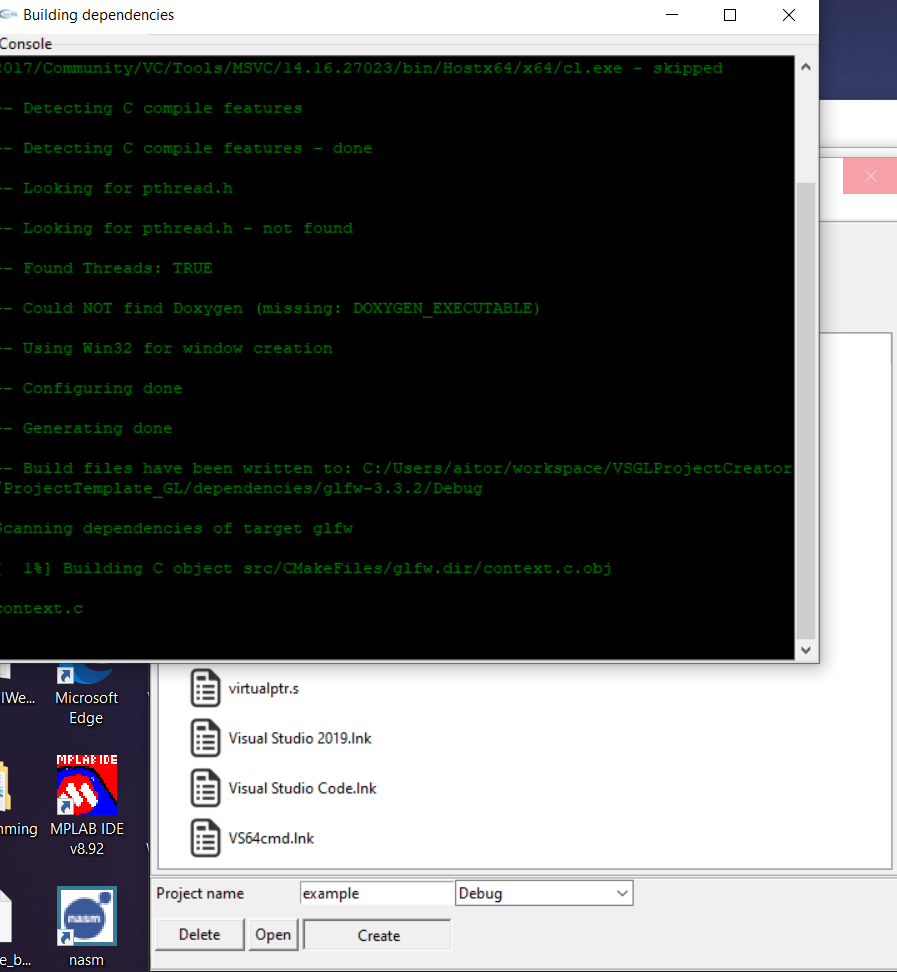 Building dependencies
Console
2017/Community/VC/Tools/MSVC/14.16.27023/bin/Hostx64/x64/cl.exe - skipped
-- Detecting C compile features
-- Detecting C compile features - done
-- Looking for pthread.h
-- Looking for pthread.h - not found
-- Found Threads: TRUE
-- Could NOT find Doxygen (missing: DOXYGEN_EXECUTABLE)
-- Using Win32 for window creation
-- Configuring done
-- Generating done
-- Build files have been written to: C:/Users/aitor/workspace/VSGLProjectCreator
/ProjectTemplate_GL/dependencies/glfw-3.3.2/Debug
Scanning dependencies of target glfw
[  1%] Building C object src/CMakeFiles/glfw.dir/context.c.obj
context.c
lWe...
Microsoft
Edge
MPLAB IDE
mming
MPLAB IDE
v8.92
nasm
e_b...
nasm
virtualptr.s
Visual Studio 2019.lnk
Visual Studio Code.lnk
VS64cmd.lnk
Project name
example
Debug
Delete
Open
Create